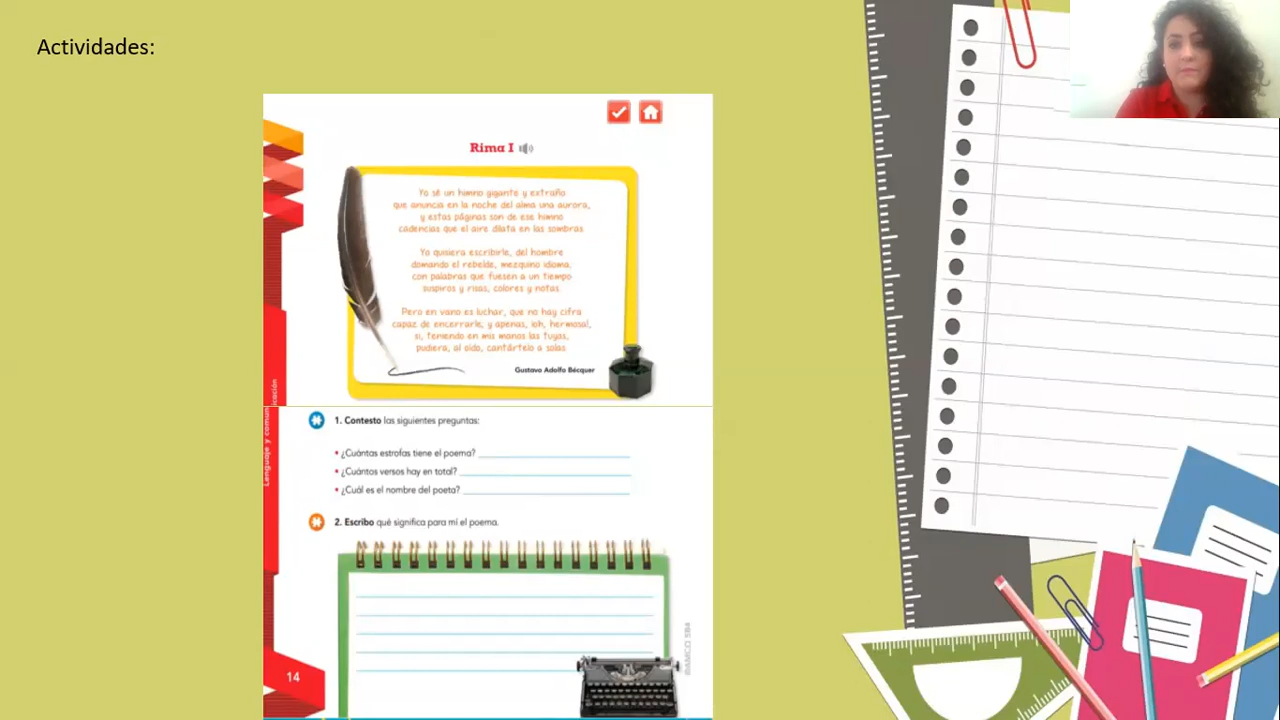 Actividades:
Rima I
Yo sé un himno gigante y extraño
que anuncia en la noche del alma una aurora,
y estas páginas son de ese himno
cadencias que el aire dilata en las sombras
Yo quisiera escribirle, del hombre
domando el rebelde, mezquino idioma,
con palabras que fuesen a un tiempo
suspiros y risas, colores y notas
Pero en vano es luchar, que no hay cifra
capaz de encerrarle; y apenas, ¡oh, hermosa!,
si, teniendo en mis manos las tuyas,
pudiera, al oído, cantártelo a solas
Gustavo Adolfo Bécquer
Lenguaje y comunicación
1. Contesto las siguientes preguntas:
• ¿Cuántas estrofas tiene el poema?
• ¿Cuántos versos hay en total?
• ¿Cuál es el nombre del poeta?
2. Escribo qué significa para mí el poema.
14